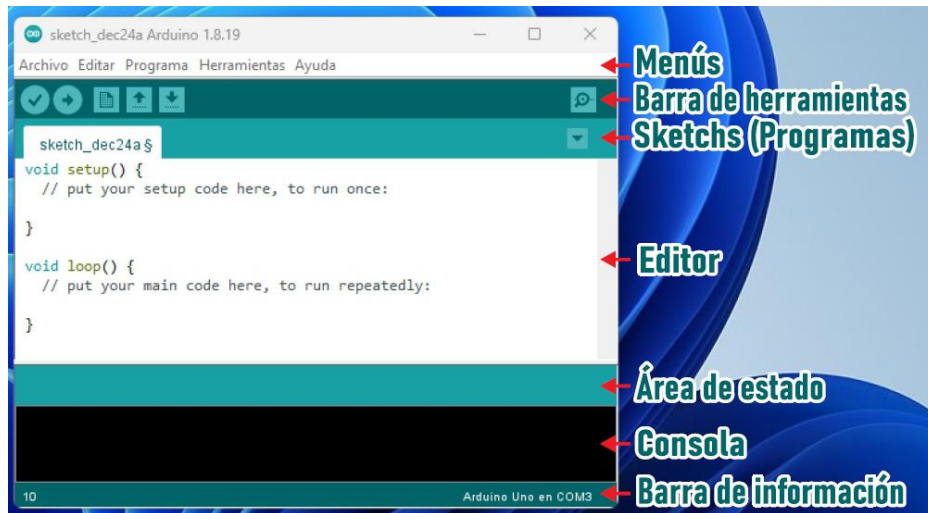 sketch_dec24a Arduino 1.8.19
Archivo Editar Programa Herramientas Ayuda
Menús
Barra de herramientas
Sketchs (Programas)
sketch_dec24a §
void setup() {
// put your setup code here, to run once:
}
void loop() {
// put your main code here, to run repeatedly:
}
Editor
Área de estado
Consola
10
Arduino Uno en COM3
Barra de información